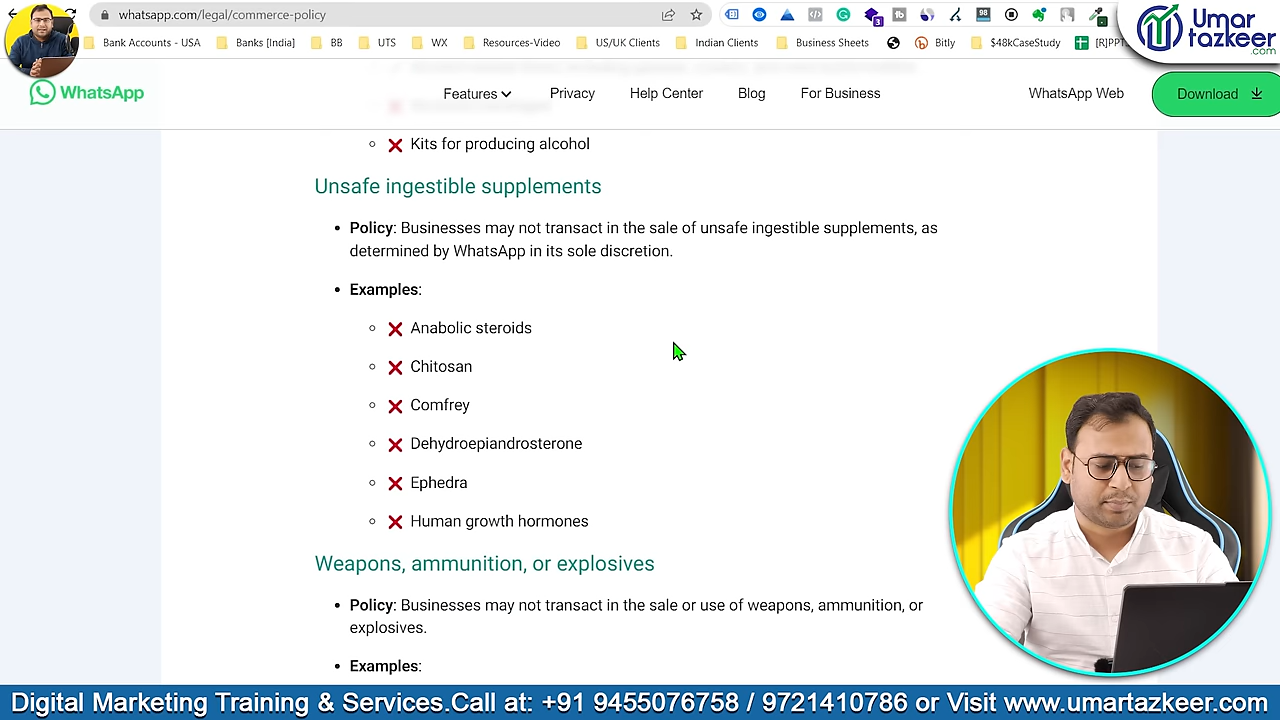 whatsapp.com/legal/commerce-policy
98
Umar
tazkeer
.com
Bank Accounts - USA
Banks [India]
BB
UTS
WX
Resources-Video
US/UK Clients
Indian Clients
Business Sheets
Bitly
$48kCaseStudy
WhatsApp
Features
Privacy
Help Center
Blog
For Business
WhatsApp Web
Download
Kits for producing alcohol
Unsafe ingestible supplements
• Policy: Businesses may not transact in the sale of unsafe ingestible supplements, as
determined by WhatsApp in its sole discretion.
• Examples:
Anabolic steroids
Chitosan
Comfrey
Dehydroepiandrosterone
Ephedra
Human growth hormones
Weapons, ammunition, or explosives
• Policy: Businesses may not transact in the sale or use of weapons, ammunition, or
explosives.
• Examples:
Digital Marketing Training & Services.Call at: +91 9455076758 / 9721410786 or Visit www.umartazkeer.com